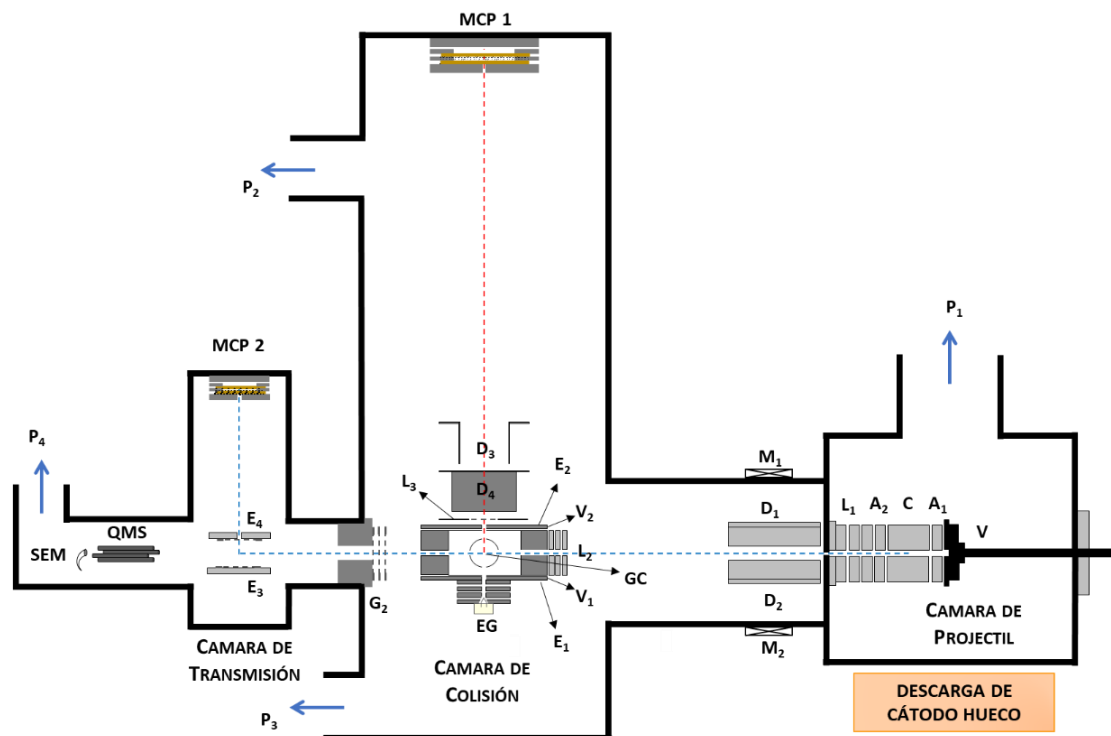 MCP 1
P₂
P₁
MCP 2
P₄
D₃
E₂
M₁
L₃
D₄
V₂
E₄
D₁
L₁ A₂ C A₁
QMS
V
SEM
L₂
GC
E₃
G₂
V₁
D₂
EG
E₁
CAMARA DE
PROJECTIL
CAMARA DE
TRANSMISIÓN
M₂
CAMARA DE
COLISIÓN
P₃
DESCARGA DE
CÁTODO HUECO